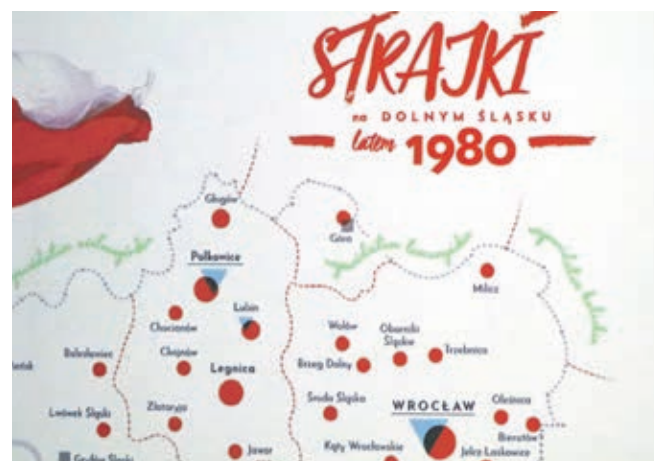 STRAJKI
na DOLNYM ŚLĄSKU
latem 1980
Głogów
Góra
Polkowice
Milicz
Lubin
Chocianów
Wołów
Oborniki
Śląskie
Trzebnica
Bolesławiec
Chojnów
Brzeg Dolny
Legnica
Środa Śląska
WROCŁAW
Oleśnica
Lwówek Śląski
Złotoryja
Bierutów
Jawor
Kąty Wrocławskie
Jelcz Laskowice